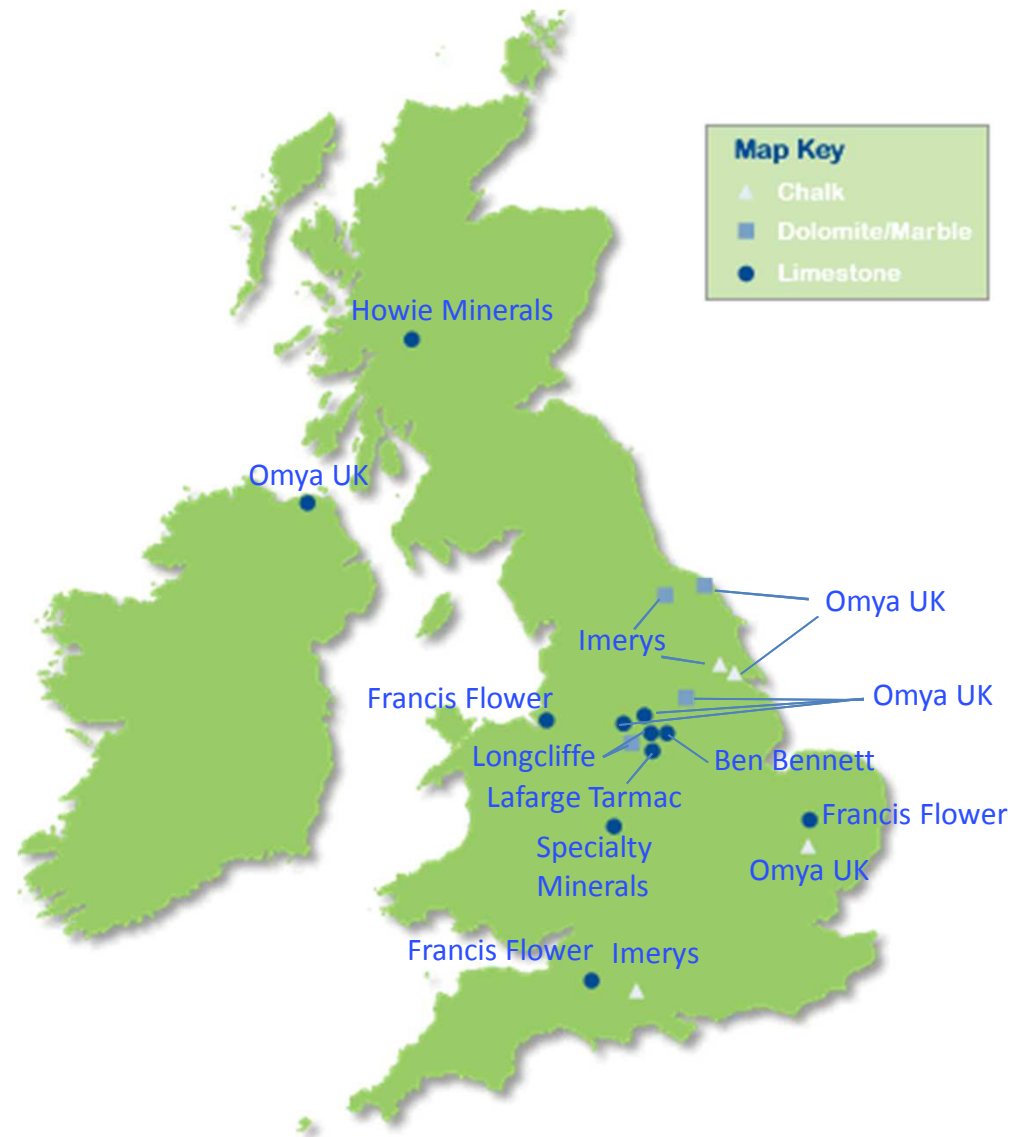 Map Key
Chalk
Dolomite/Marble
Limestone
Howie Minerals
Omya UK
Omya UK
Imerys
Francis Flower
Omya UK
Longcliffe
Ben Bennett
Lafarge Tarmac
Francis Flower
Specialty
Minerals
Omya UK
Francis Flower
Imerys